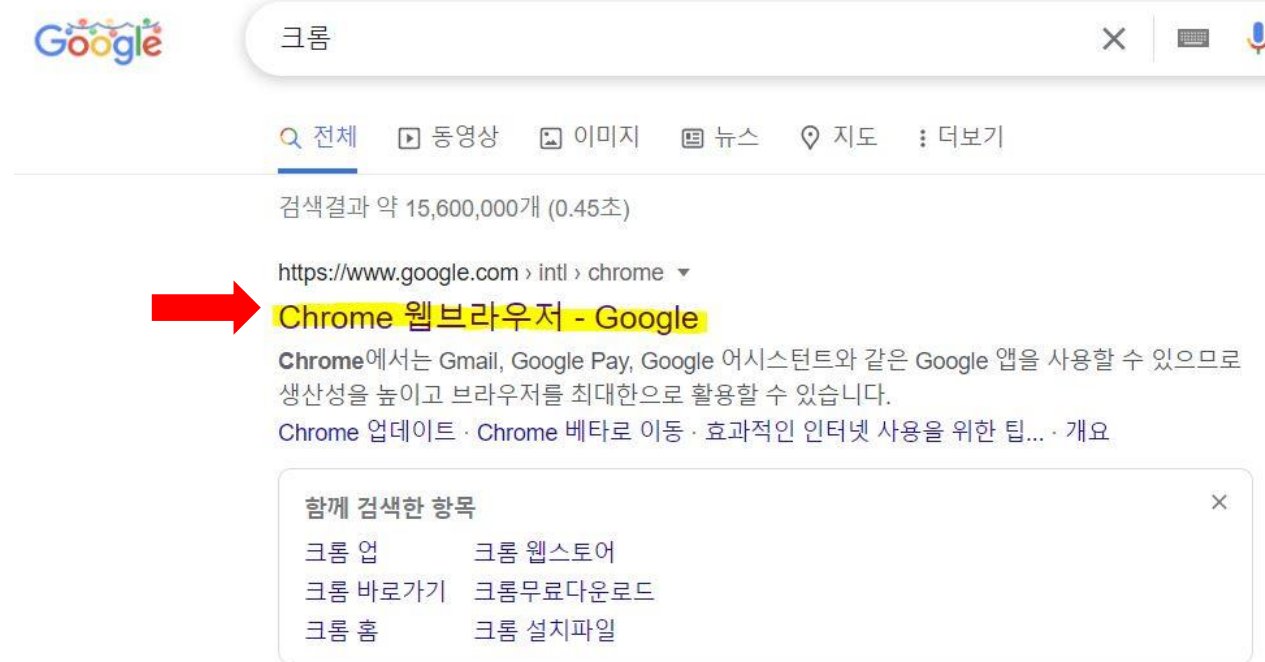 Google
크롬
전체 동영상 이미지 뉴스 지도 더보기
검색결과 약 15,600,000개 (0.45초)
https://www.google.com › intl › chrome
Chrome 웹브라우저 - Google
Chrome에서는 Gmail, Google Pay, Google 어시스턴트와 같은 Google 앱을 사용할 수 있으므로
생산성을 높이고 브라우저를 최대한으로 활용할 수 있습니다.
Chrome 업데이트 · Chrome 베타로 이동 · 효과적인 인터넷 사용을 위한 팁... · 개요
함께 검색한 항목
크롬 업 크롬 웹스토어
크롬 바로가기 크롬무료다운로드
크롬 홈 크롬 설치파일